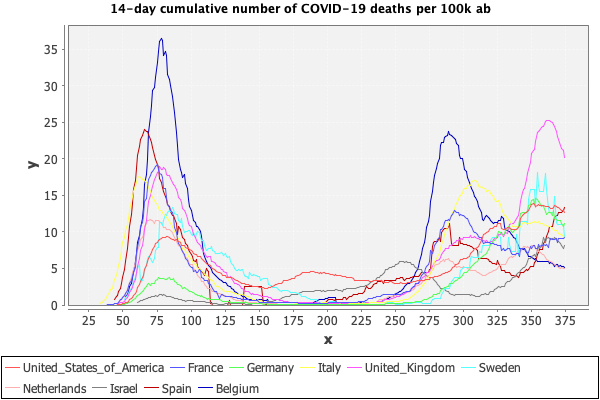 14-day cumulative number of COVID-19 deaths per 100k ab
35
30
25
20
15
10
5
0
y
25 50 75 100 125 150 175 200 225 250 275 300 325 350 375
x
United_States_of_America France Germany Italy United_Kingdom Sweden
Netherlands Israel Spain Belgium